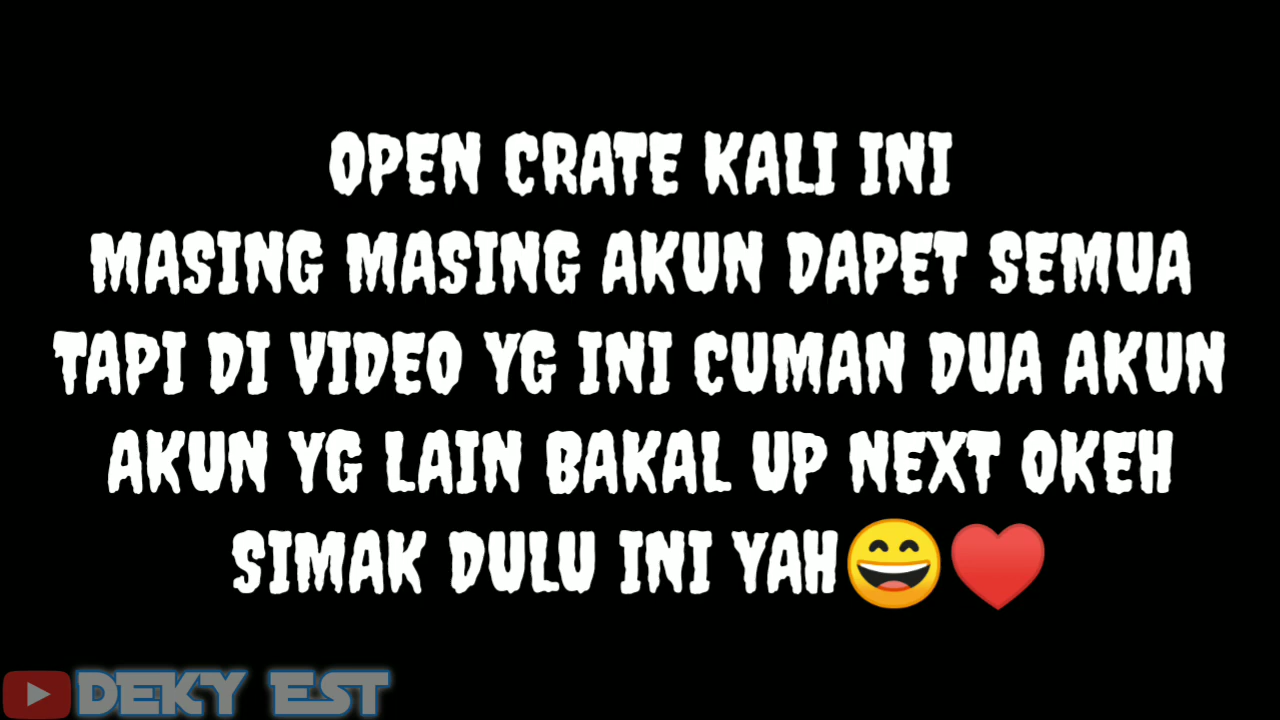 OPEN CRATE KALI INI
MASING MASING AKUN DAPET SEMUA
TAPI DI VIDEO YG INI CUMAN DUA AKUN
AKUN YG LAIN BAKAL UP NEXT OKEH
SIMAK DULU INI YAH😄♥️
DEKY EST